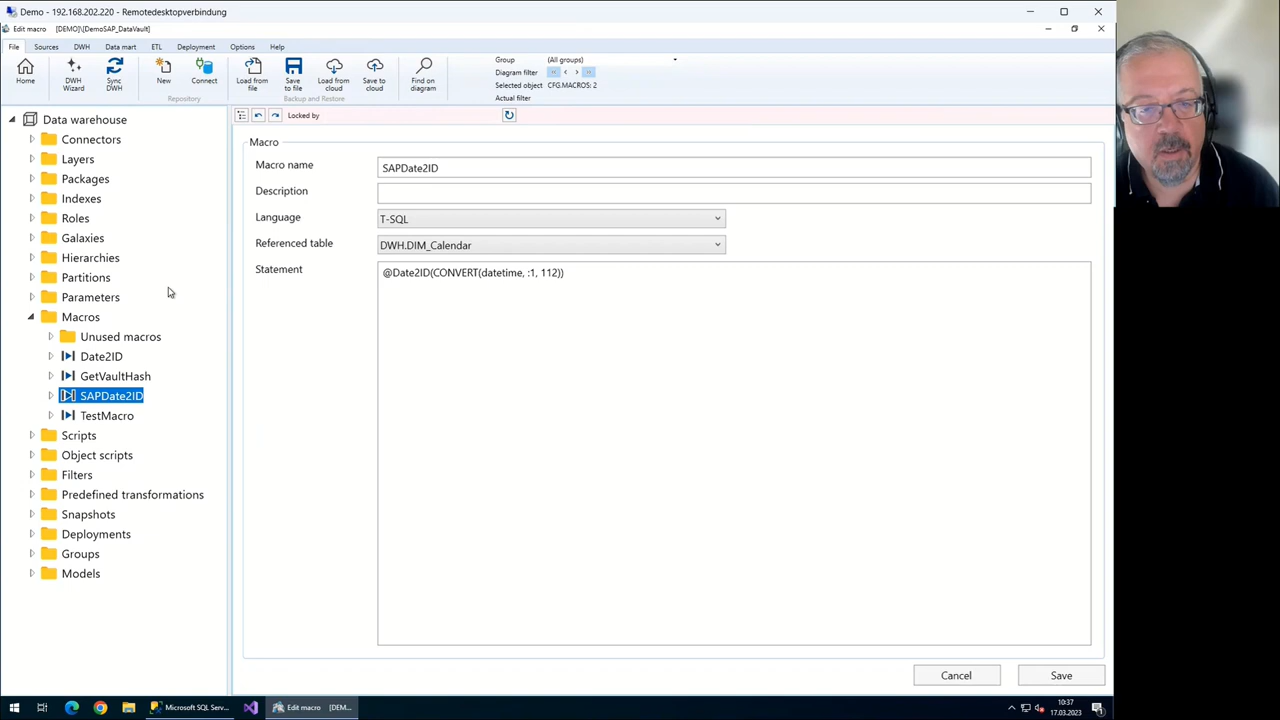 Demo - 192.168.202.220 - Remotedesktopverbindung
Edit macro [DEMO]\[DemoSAP_DataVault]
File Sources DWH Data mart ETL Deployment Options Help
Home
DWH Wizard
Sync DWH
New
Connect
Repository
Load from file
Save to file
Load from cloud
Save to cloud
Backup and Restore
Find on diagram
Group (All groups)
Diagram filter
Selected object CFG.MACROS: 2
Actual filter
Data warehouse
Connectors
Layers
Packages
Indexes
Roles
Galaxies
Hierarchies
Partitions
Parameters
Macros
Unused macros
Date2ID
GetVaultHash
SAPDate2ID
TestMacro
Scripts
Object scripts
Filters
Predefined transformations
Snapshots
Deployments
Groups
Models
Locked by
Macro
Macro name SAPDate2ID
Description
Language T-SQL
Referenced table DWH.DIM_Calendar
Statement @Date2ID(CONVERT(datetime, :1, 112))
Cancel Save
Microsoft SQL Serv...
Edit macro [DEM...
10:37
17.03.2023